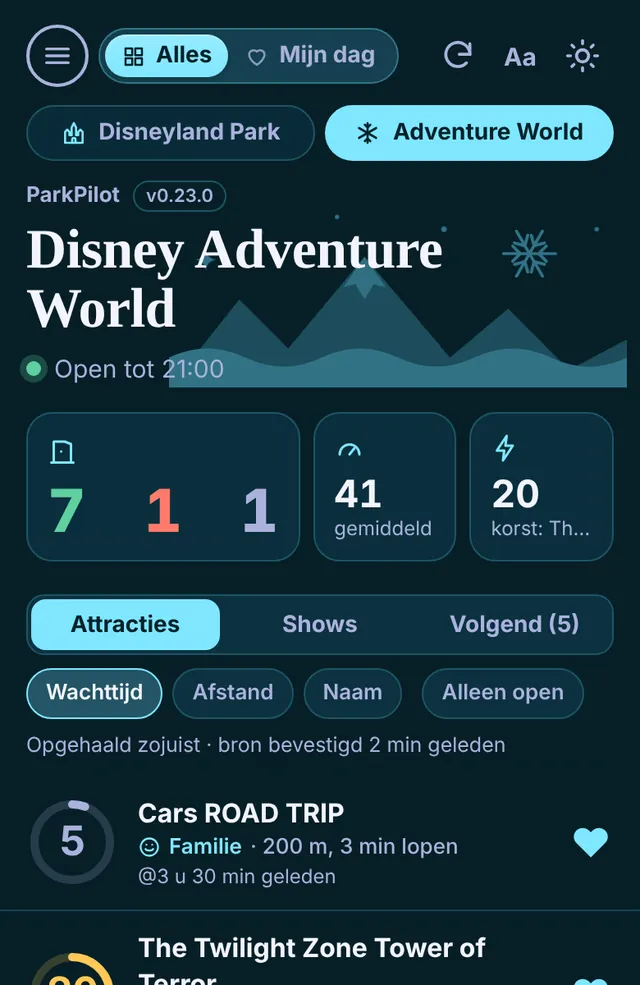 Alles
Mijn dag
Aa
Disneyland Park
Adventure World
ParkPilot
v0.23.0
Disney Adventure
World
Open tot 21:00
7 1 1
41
gemiddeld
20
korst: Th...
Attracties
Shows
Volgend (5)
Wachttijd
Afstand
Naam
Alleen open
Opgehaald zojuist · bron bevestigd 2 min geleden
5
Cars ROAD TRIP
Familie · 200 m, 3 min lopen
@3 u 30 min geleden
The Twilight Zone Tower of
Terror